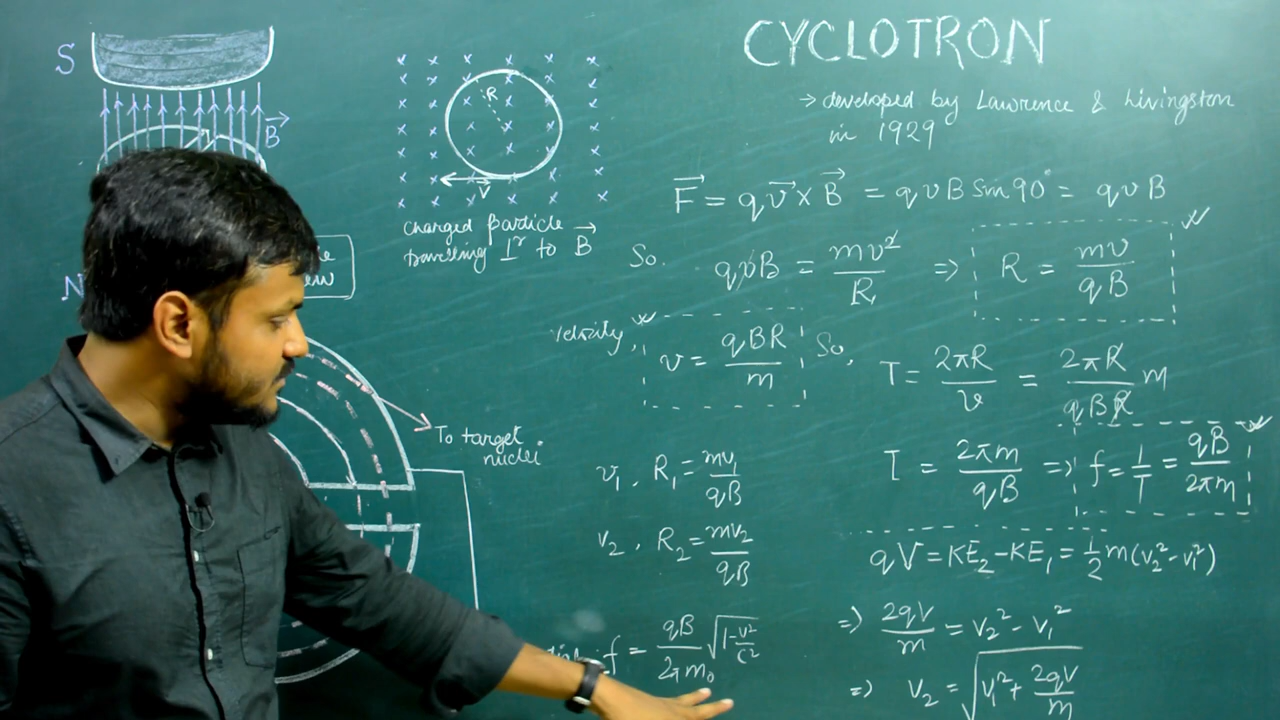 CYCLOTRON
→ developed by Lawrence & Livingston
in 1929
S
B⃗
N
R
v⃗
charged particle
travelling ⊥ʳ to B⃗
To target
nuclei
F⃗ = qv⃗ × B⃗ = qvB Sin 90° = qvB
So. qvB = mv²/R ⇒ R = mv/qB
velocity, v = qBR/m So, T = 2πR/v = 2πR/qBR m
T = 2πm/qB ⇒ f = 1/T = qB/2πm
v₁, R₁ = mv₁/qB
v₂, R₂ = mv₂/qB
f = qB/2πm₀ √1-v²/c²
qV = KE₂ - KE₁ = 1/2 m(v₂² - v₁²)
⇒ 2qV/m = v₂² - v₁²
⇒ v₂ = √v₁² + 2qV/m